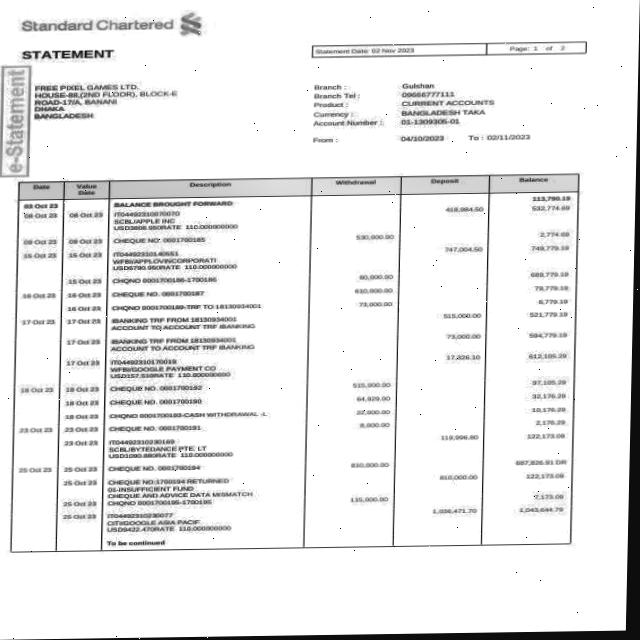 Standard Chartered
STATEMENT
Statement Date: 02 Nov 2023 Page: 1 of 2
e-Statement
FREE PIXEL GAMES LTD.
HOUSE-88,(2ND FLOOR), BLOCK-E
ROAD-17/A, BANANI
DHAKA
BANGLADESH
Branch : Gulshan
Branch Tel : 09666777111
Product : CURRENT ACCOUNTS
Currency : BANGLADESH TAKA
Account Number : 01-1309305-01
From : 04/10/2023 To : 02/11/2023
Date Value Date Description Withdrawal Deposit Balance
03 Oct 23 BALANCE BROUGHT FORWARD 113,790.19
08 Oct 23 08 Oct 23 IT04492310070070 418,984.50 532,774.69
SCBL/APPLE INC
USD3808.950RATE 110.000000000
09 Oct 23 09 Oct 23 CHEQUE NO. 0001700185 530,000.00 2,774.69
15 Oct 23 15 Oct 23 IT04492310140551 747,004.50 749,779.19
WFBI/APPLOVINCORPORATI
USD6790.950RATE 110.000000000
15 Oct 23 CHQNO 0001700186-1700186 60,000.00 689,779.19
16 Oct 23 16 Oct 23 CHEQUE NO. 0001700187 610,000.00 79,779.19
16 Oct 23 CHQNO 0001700189-TRF TO 18130934001 73,000.00 6,779.19
17 Oct 23 17 Oct 23 IBANKING TRF FROM 18130934001 515,000.00 521,779.19
ACCOUNT TO ACCOUNT TRF IBANKING
17 Oct 23 IBANKING TRF FROM 18130934001 73,000.00 594,779.19
ACCOUNT TO ACCOUNT TRF IBANKING
17 Oct 23 IT04492310170019 17,326.10 612,105.29
WFBI/GOOGLE PAYMENT CO
USD157.510RATE 110.000000000
18 Oct 23 18 Oct 23 CHEQUE NO. 0001700192 515,000.00 97,105.29
18 Oct 23 CHEQUE NO. 0001700190 64,929.00 32,176.29
18 Oct 23 CHQNO 0001700193-CASH WITHDRAWAL -L 22,000.00 10,176.29
23 Oct 23 23 Oct 23 CHEQUE NO. 0001700191 8,000.00 2,176.29
23 Oct 23 IT04492310230169 119,996.80 122,173.09
SCBL/BYTEDANCE PTE. LT
USD1090.880RATE 110.000000000
25 Oct 23 25 Oct 23 CHEQUE NO. 0001700194 810,000.00 687,826.91 DR
25 Oct 23 CHEQUE NO:1700194 RETURNED 810,000.00 122,173.09
01-INSUFFICIENT FUND
CHEQUE AND ADVICE DATA MISMATCH
25 Oct 23 CHQNO 0001700195-1700195 115,000.00 7,173.09
25 Oct 23 IT04492310230077 1,036,471.70 1,043,644.79
CITI/GOOGLE ASIA PACIF
USD9422.470RATE 110.000000000
To be continued